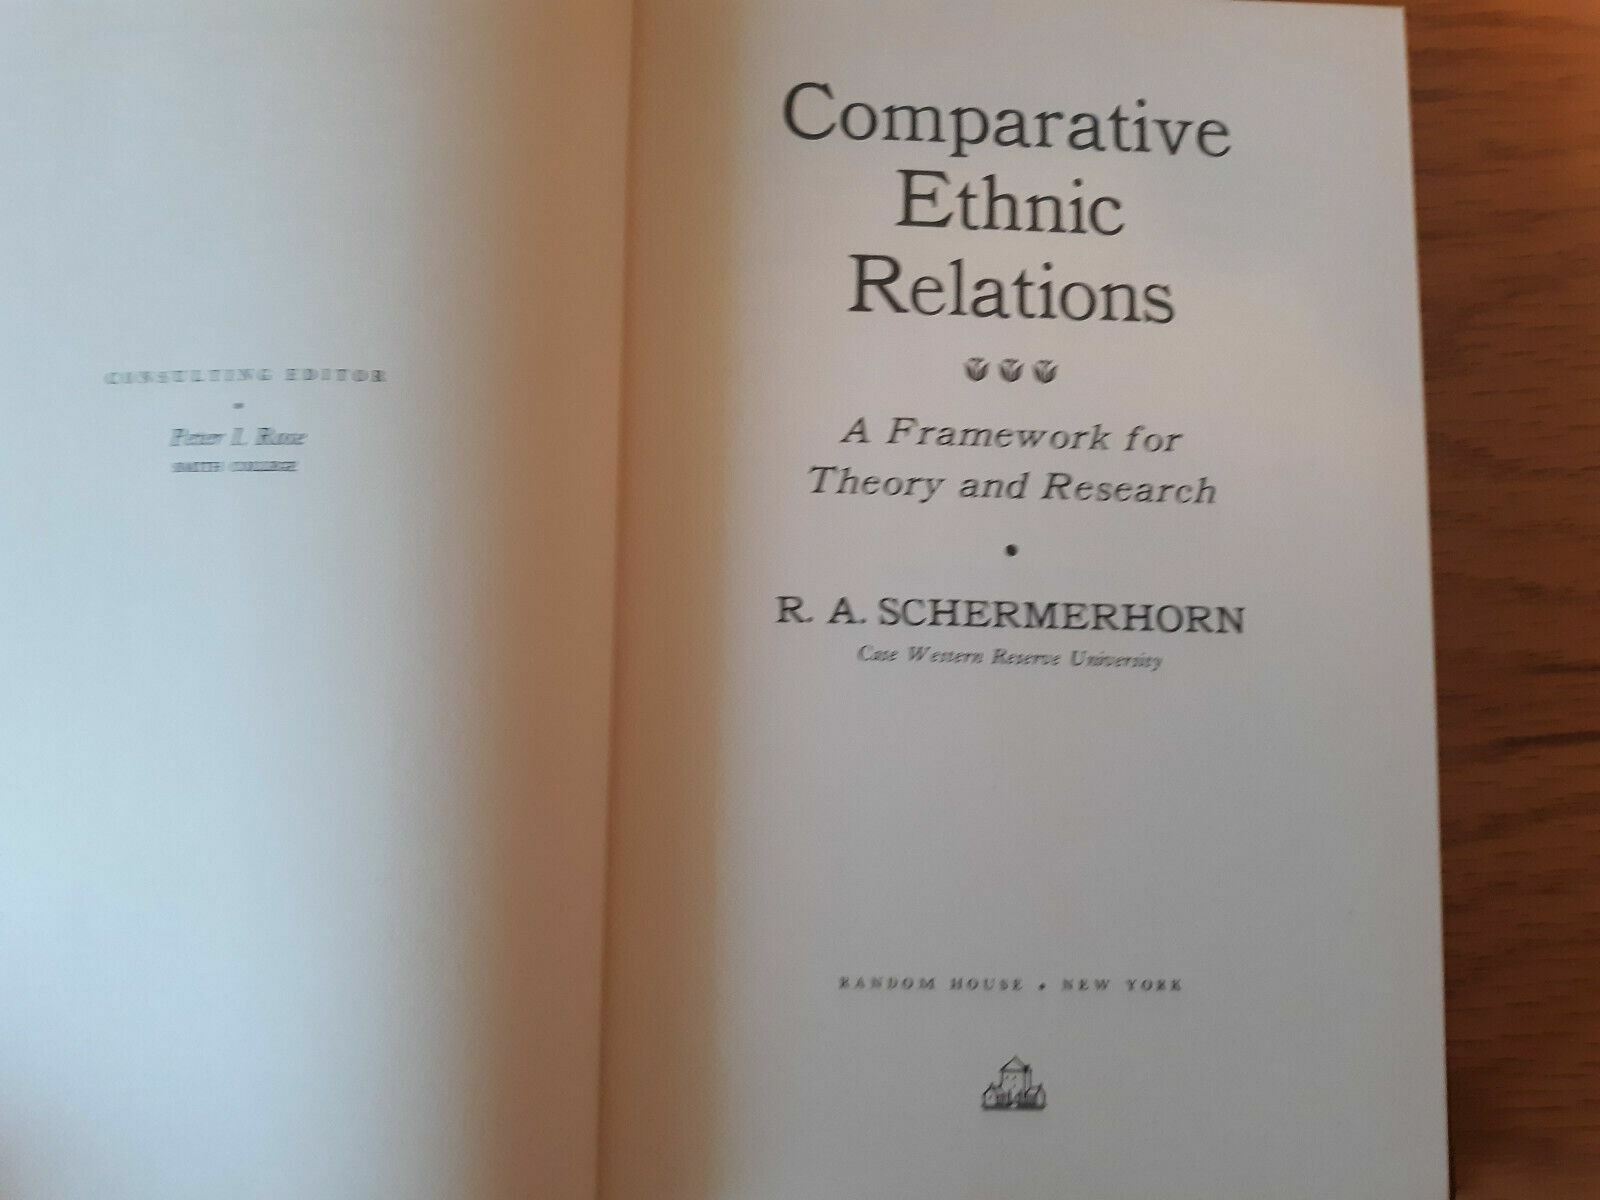 CONSULTING EDITOR
Peter I. Rose
SMITH COLLEGE
Comparative
Ethnic
Relations
A Framework for
Theory and Research
R. A. SCHERMERHORN
Case Western Reserve University
RANDOM HOUSE • NEW YORK